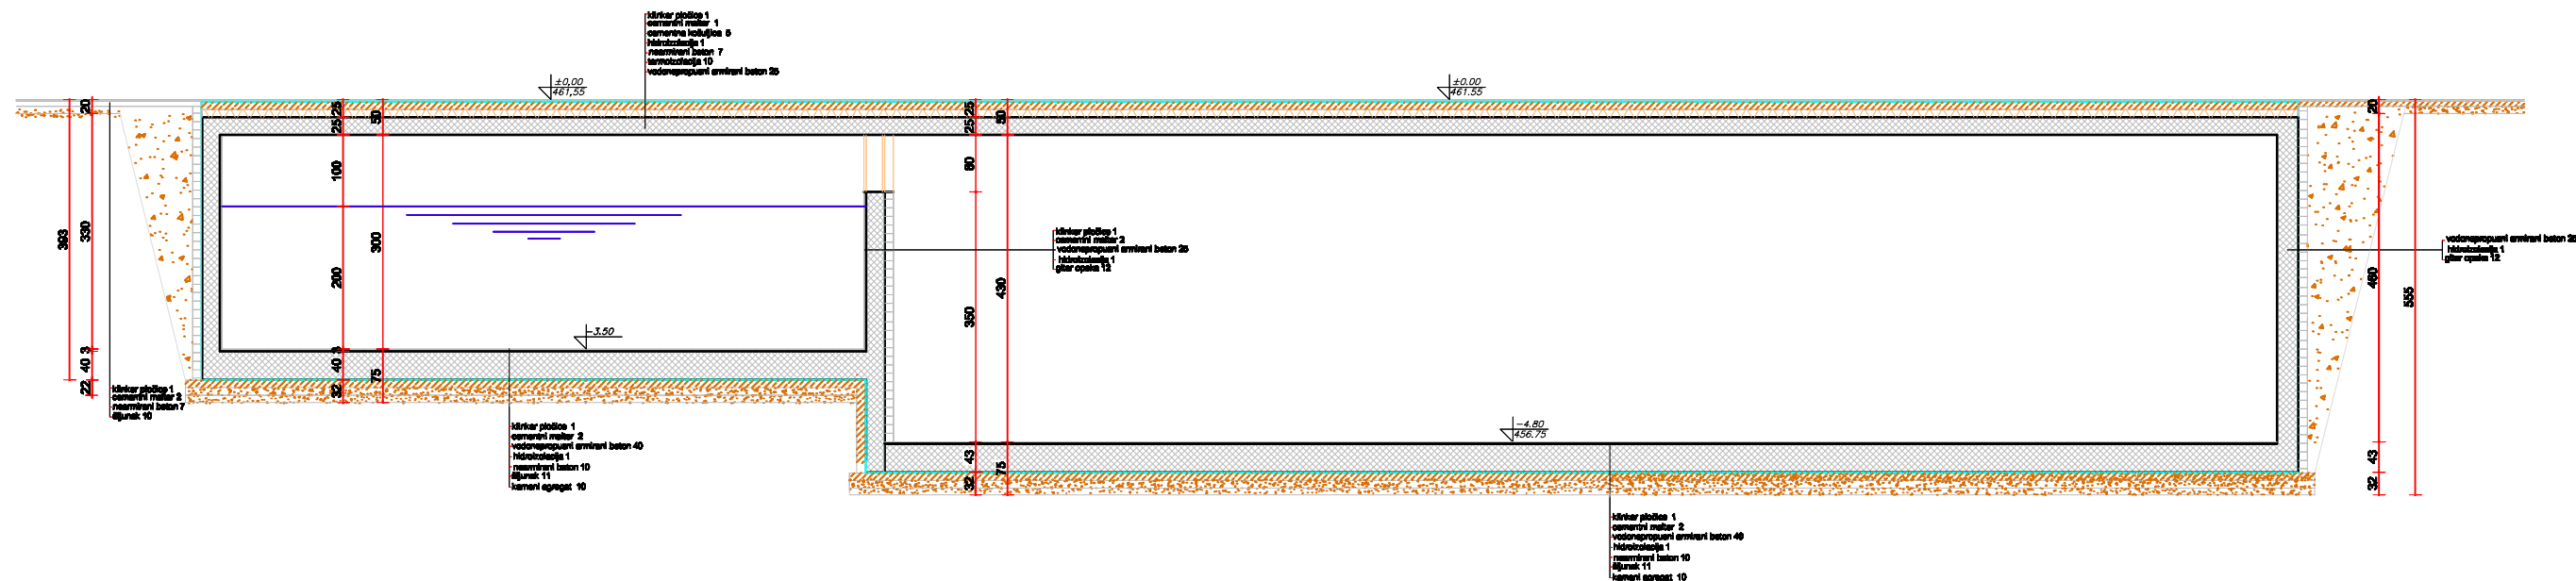 klinker pločice 1
cementni malter 1
cementna košuljica 5
hidroizolacija 1
nearmirani beton 7
termoizolacija 10
vodonepropusni armirani beton 25
±0,00
461,55
±0.00
461.55
20
393
330
3
40
22
25
25
100
200
3
40
32
50
300
75
25
25
60
350
43
32
50
430
75
20
460
43
32
555
klinker pločice 1
cementni malter 2
vodonepropusni armirani beton 25
hidroizolacija 1
giter opeka 12
vodonepropusni armirani beton 25
hidroizolacija 1
giter opeka 12
-3.50
-4.80
456.75
klinker pločice 1
cementni malter 2
nearmirani beton 7
šljunak 10
klinker pločice 1
cementni malter 2
vodonepropusni armirani beton 40
hidroizolacija 1
nearmirani beton 10
šljunak 11
kameni agregat 10
klinker pločice 1
cementni malter 2
vodonepropusni armirani beton 40
hidroizolacija 1
nearmirani beton 10
šljunak 11
kameni agregat 10